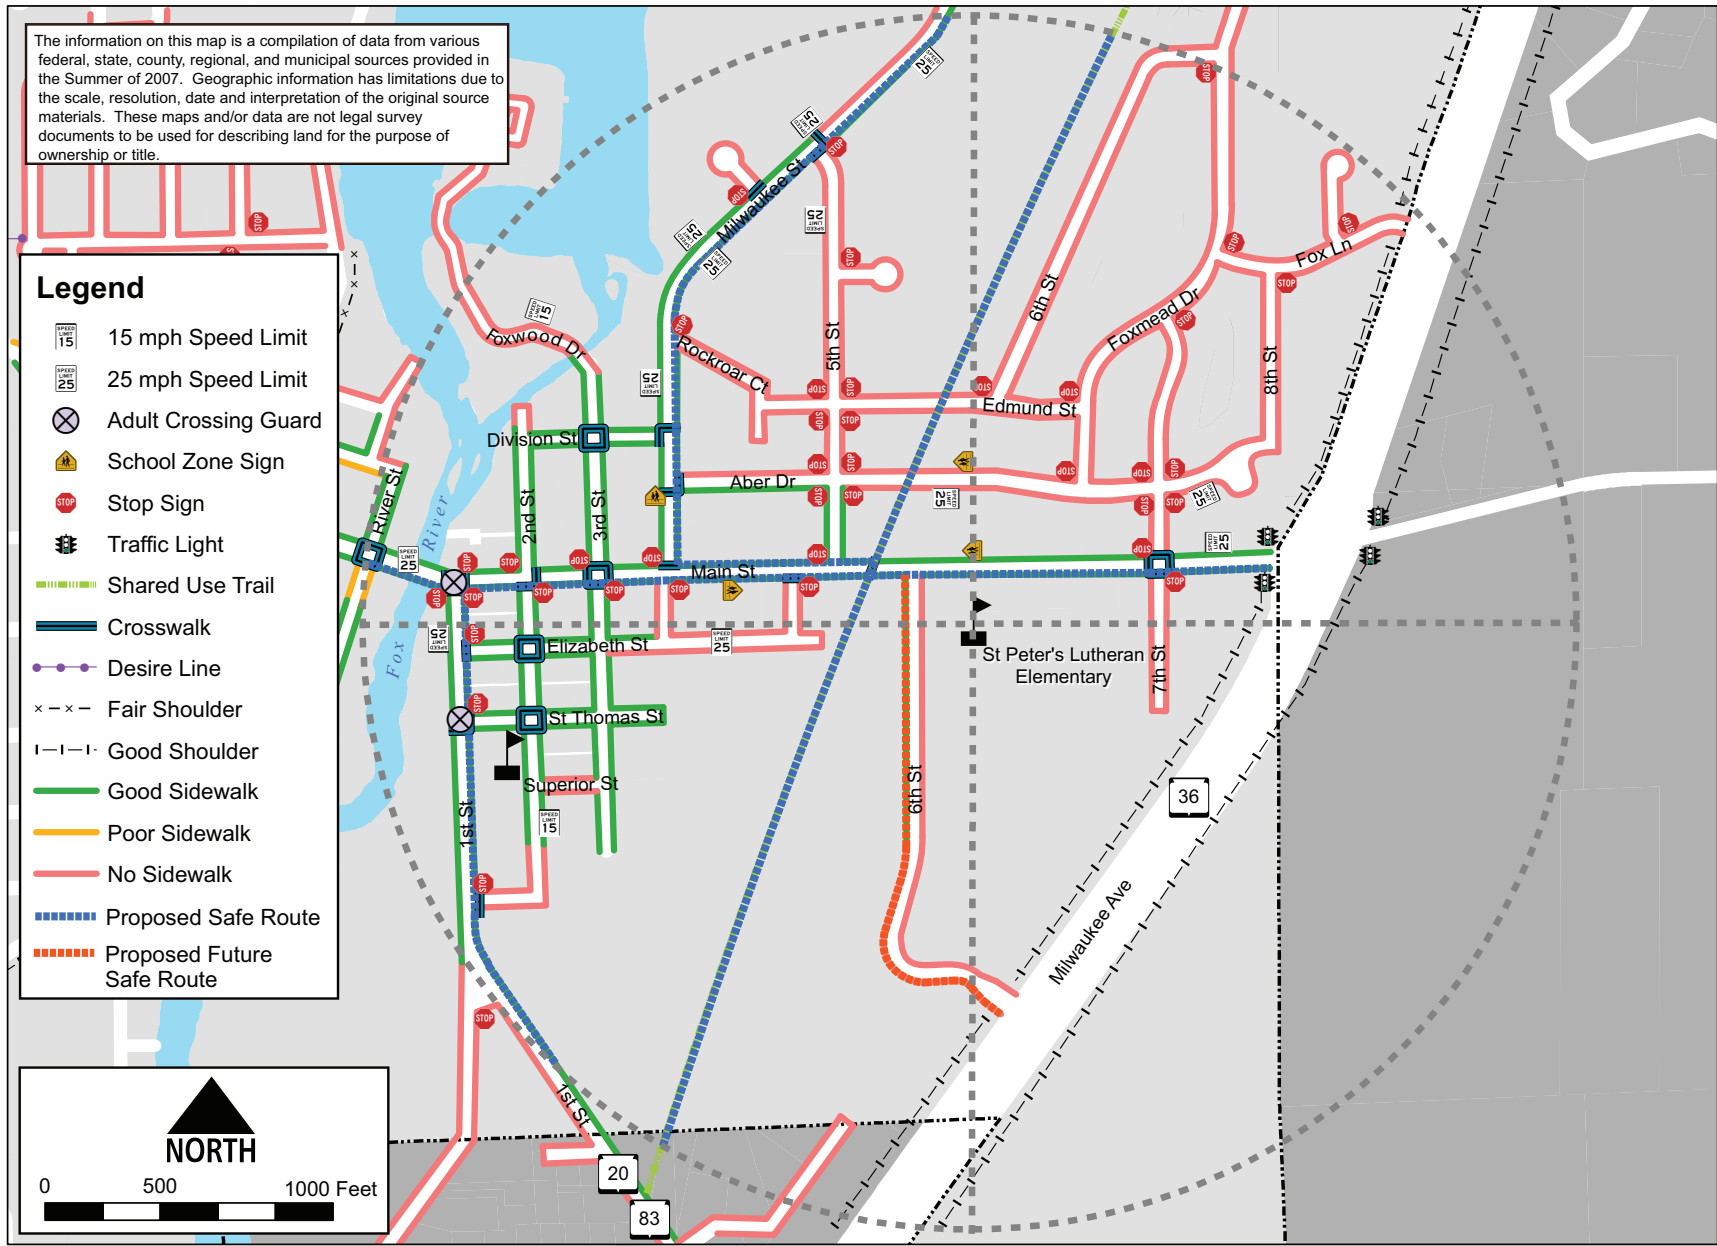 The information on this map is a compilation of data from various
federal, state, county, regional, and municipal sources provided in
the Summer of 2007. Geographic information has limitations due to
the scale, resolution, date and interpretation of the original source
materials. These maps and/or data are not legal survey
documents to be used for describing land for the purpose of
ownership or title.
Legend
SPEED LIMIT 15
15 mph Speed Limit
SPEED LIMIT 25
25 mph Speed Limit
Adult Crossing Guard
School Zone Sign
STOP
Stop Sign
Traffic Light
Shared Use Trail
Crosswalk
Desire Line
Fair Shoulder
Good Shoulder
Good Sidewalk
Poor Sidewalk
No Sidewalk
Proposed Safe Route
Proposed Future
Safe Route
NORTH
0 500 1000 Feet
Milwaukee St
Foxwood Dr
Rockroar Ct
5th St
6th St
Foxmead Dr
Fox Ln
8th St
Edmund St
Division St
Aber Dr
River St
Fox River
2nd St
3rd St
Main St
Elizabeth St
St Thomas St
Superior St
1st St
6th St
7th St
St Peter's Lutheran
Elementary
Milwaukee Ave
36
1st St
20
83